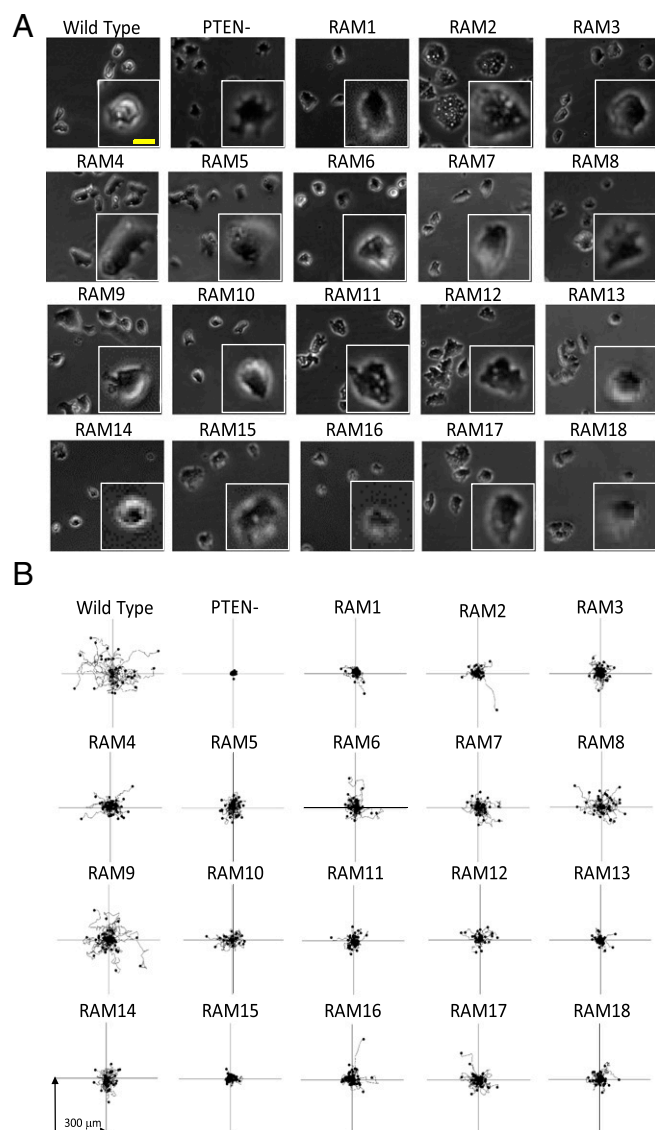 A
Wild Type PTEN- RAM1 RAM2 RAM3
RAM4 RAM5 RAM6 RAM7 RAM8
RAM9 RAM10 RAM11 RAM12 RAM13
RAM14 RAM15 RAM16 RAM17 RAM18
B
Wild Type PTEN- RAM1 RAM2 RAM3
RAM4 RAM5 RAM6 RAM7 RAM8
RAM9 RAM10 RAM11 RAM12 RAM13
RAM14 RAM15 RAM16 RAM17 RAM18
300 μm